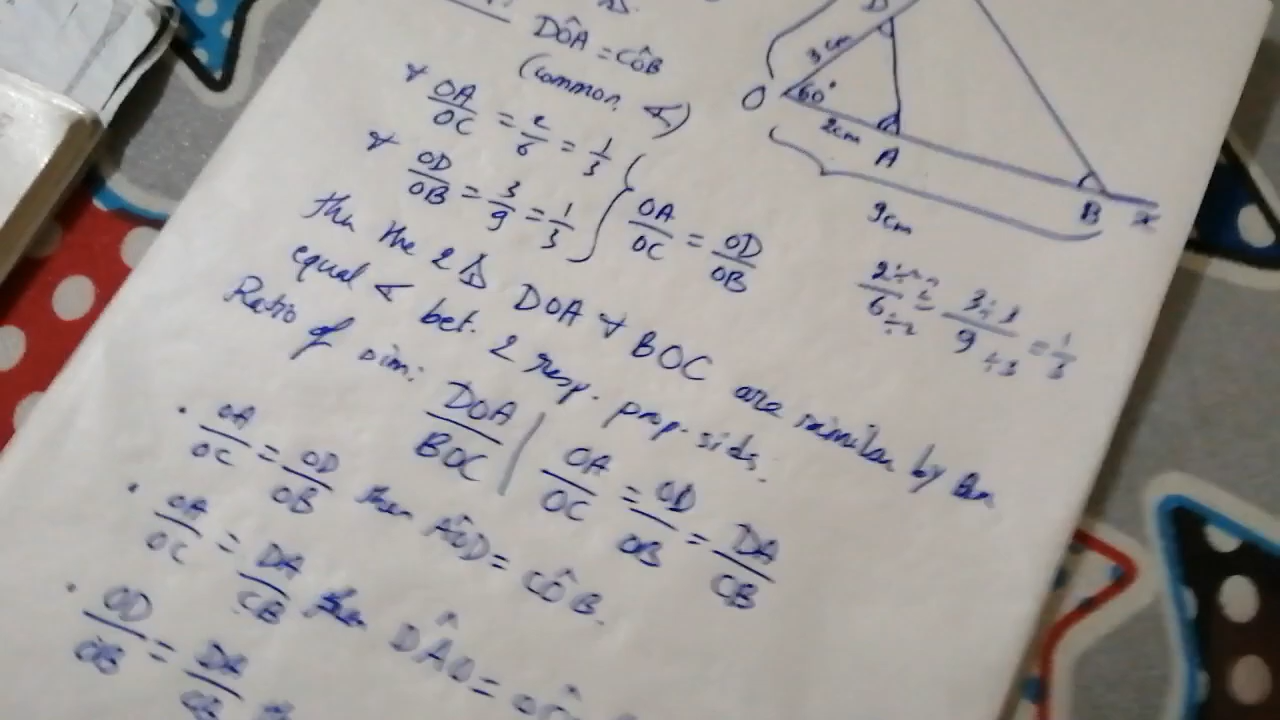 DÔA = CÔB
(common ∢)
OA/OC = 2/6 = 1/3
OD/OB = 3/9 = 1/3 } OA/OC = OD/OB
then the 2 Δ DOA & BOC are similar by an
equal ∢ bet. 2 resp. prop. sides.
Ratio of sim: DOA/BOC | OA/OC = OD/OB = DA/CB
• OA/OC = OD/OB then AÔD = CÔB.
• OA/OC = DA/CB then DÂO =
• OD/OB = DA/CB
D
3 cm
O
60°
2cm
A
B
x
9cm
2÷2/6÷2 = 3÷3/9÷3 = 1/3